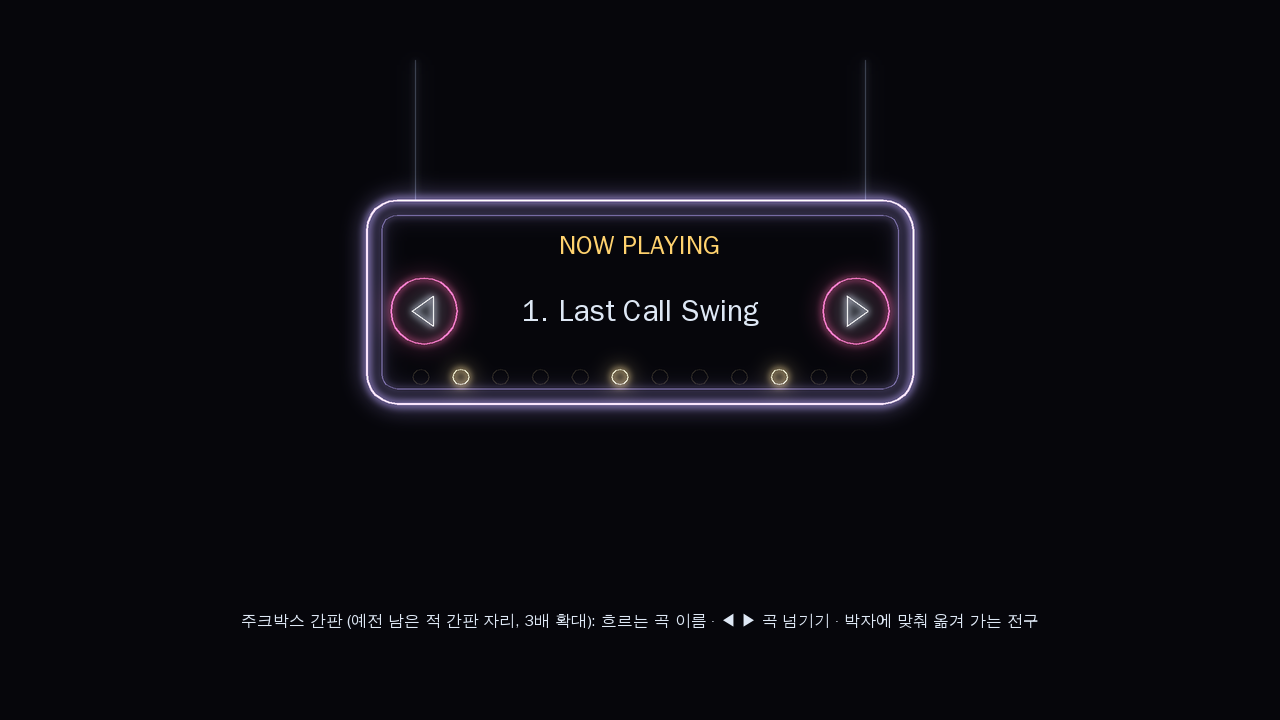 NOW PLAYING
1. Last Call Swing
주크박스 간판 (예전 남은 적 간판 자리, 3배 확대): 흐르는 곡 이름 · ◀ ▶ 곡 넘기기 · 박자에 맞춰 옮겨 가는 전구